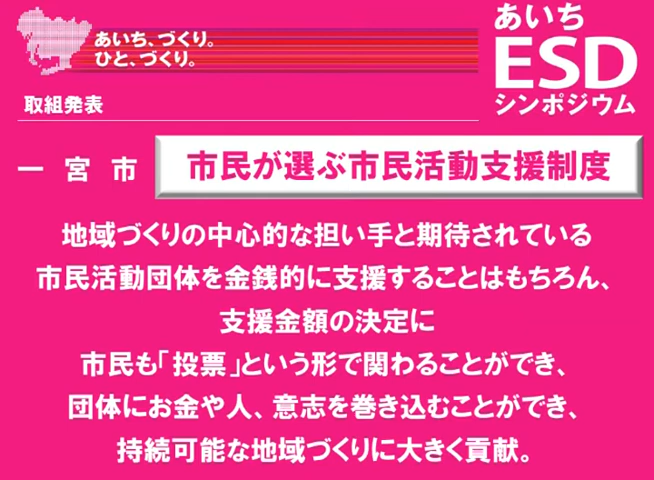 あいち、づくり。
ひと、づくり。
あいち
ESD
シンポジウム
取組発表
一宮市
市民が選ぶ市民活動支援制度
地域づくりの中心的な担い手と期待されている
市民活動団体を金銭的に支援することはもちろん、
支援金額の決定に
市民も「投票」という形で関わることができ、
団体にお金や人、意志を巻き込むことができ、
持続可能な地域づくりに大きく貢献。